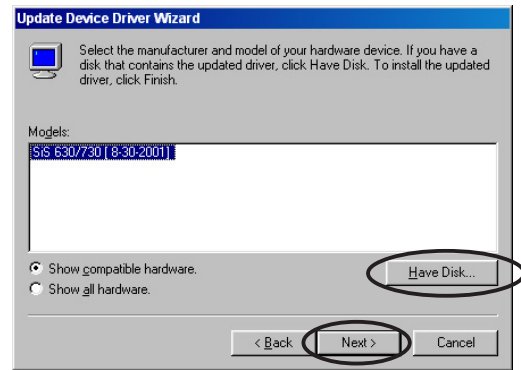 Update Device Driver Wizard
Select the manufacturer and model of your hardware device. If you have a
disk that contains the updated driver, click Have Disk. To install the updated
driver, click Finish.
Models:
SiS 630/730 [ 8-30-2001]
Show compatible hardware.
Have Disk...
Show all hardware.
< Back
Next >
Cancel